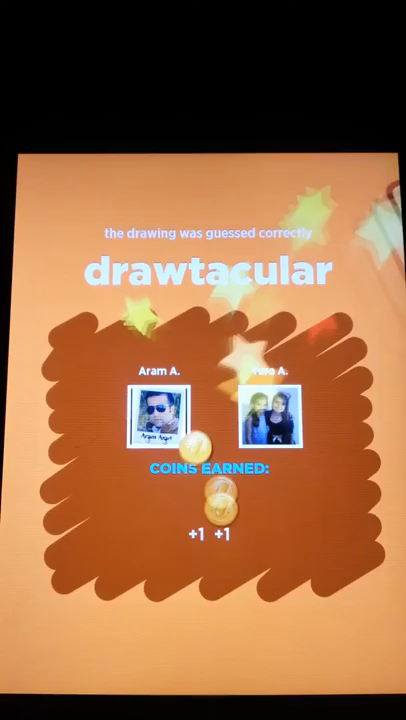 the drawing was guessed correctly
drawtacular
Aram A.
A.
COINS EARNED:
+1 +1